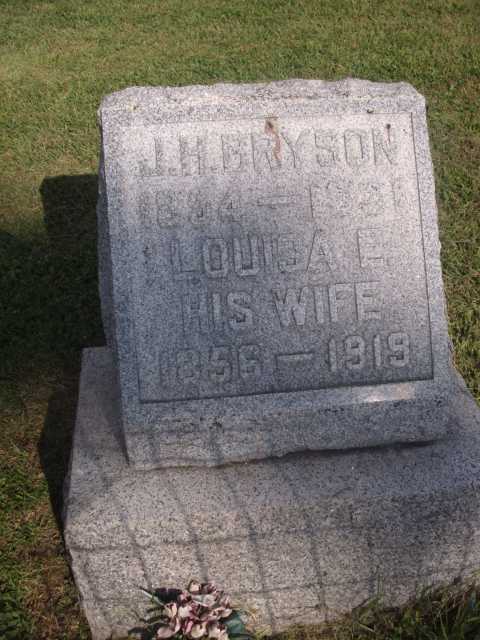 J.H. BRYSON
LOUISA E.
HIS WIFE
1856 — 1919